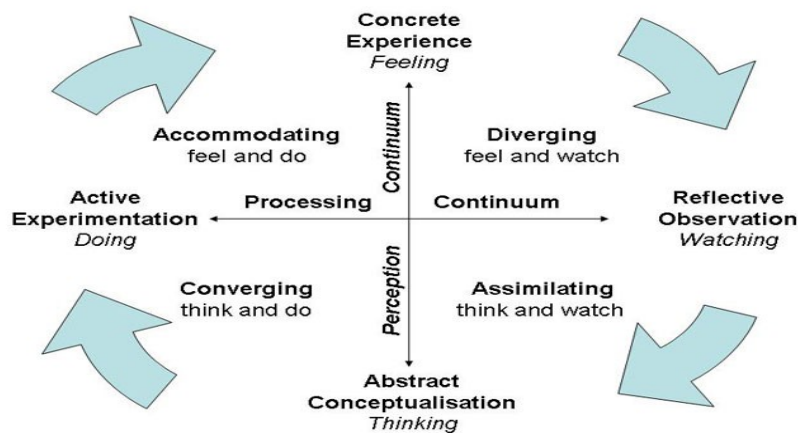 Concrete
Experience
Feeling
Accommodating
feel and do
Continuum
Diverging
feel and watch
Active
Experimentation
Doing
Processing
Continuum
Reflective
Observation
Watching
Converging
think and do
Perception
Assimilating
think and watch
Abstract
Conceptualisation
Thinking